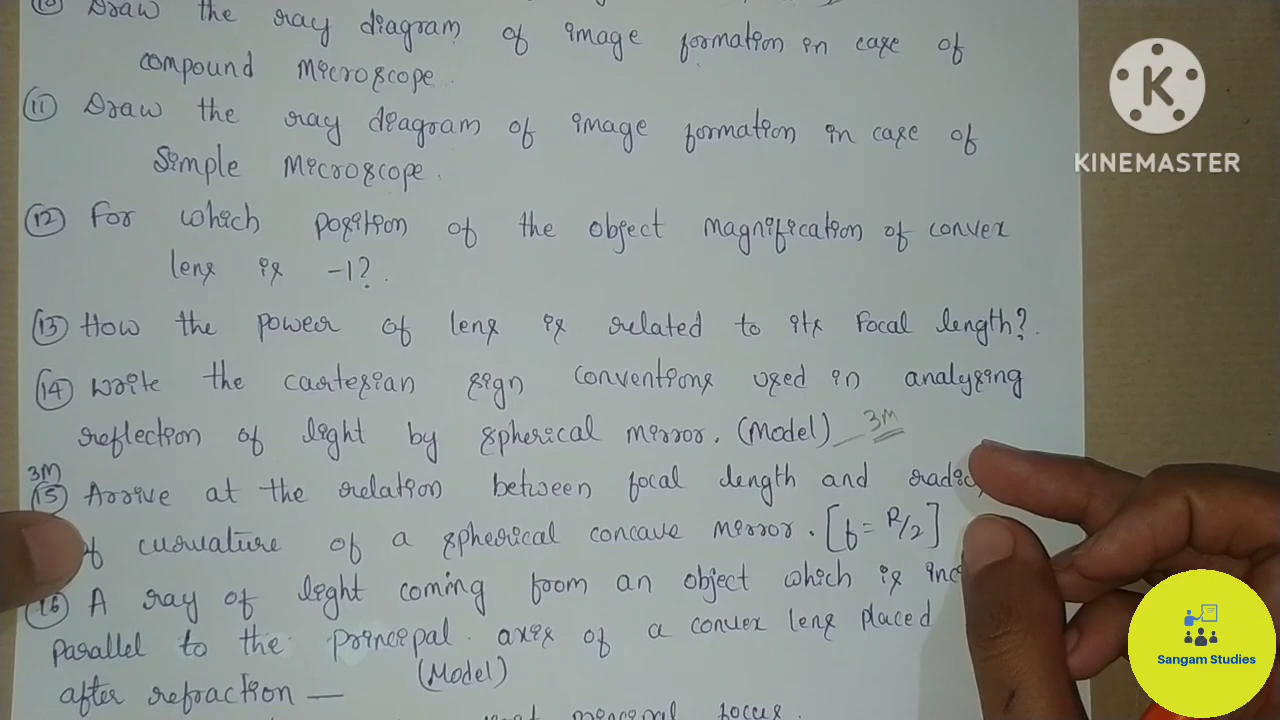 (10) Draw the ray diagram of image formation in case of
compound Microscope.
(11) Draw the ray diagram of image formation in case of
Simple Microscope.
(12) For which position of the object magnification of convex
lens is -1?
(13) How the power of lens is related to its Focal length?
(14) Write the cartesian sign conventions used in analysing
reflection of light by spherical mirror. (Model) — 3M
3M
(15) Arrive at the relation between focal length and
of curvature of a spherical concave mirror. [f = R/2]
(16) A ray of light coming from an object which is
parallel to the principal axis of a convex lens placed
after refraction — (Model)
focus.
K
KINEMASTER
Sangam Studies